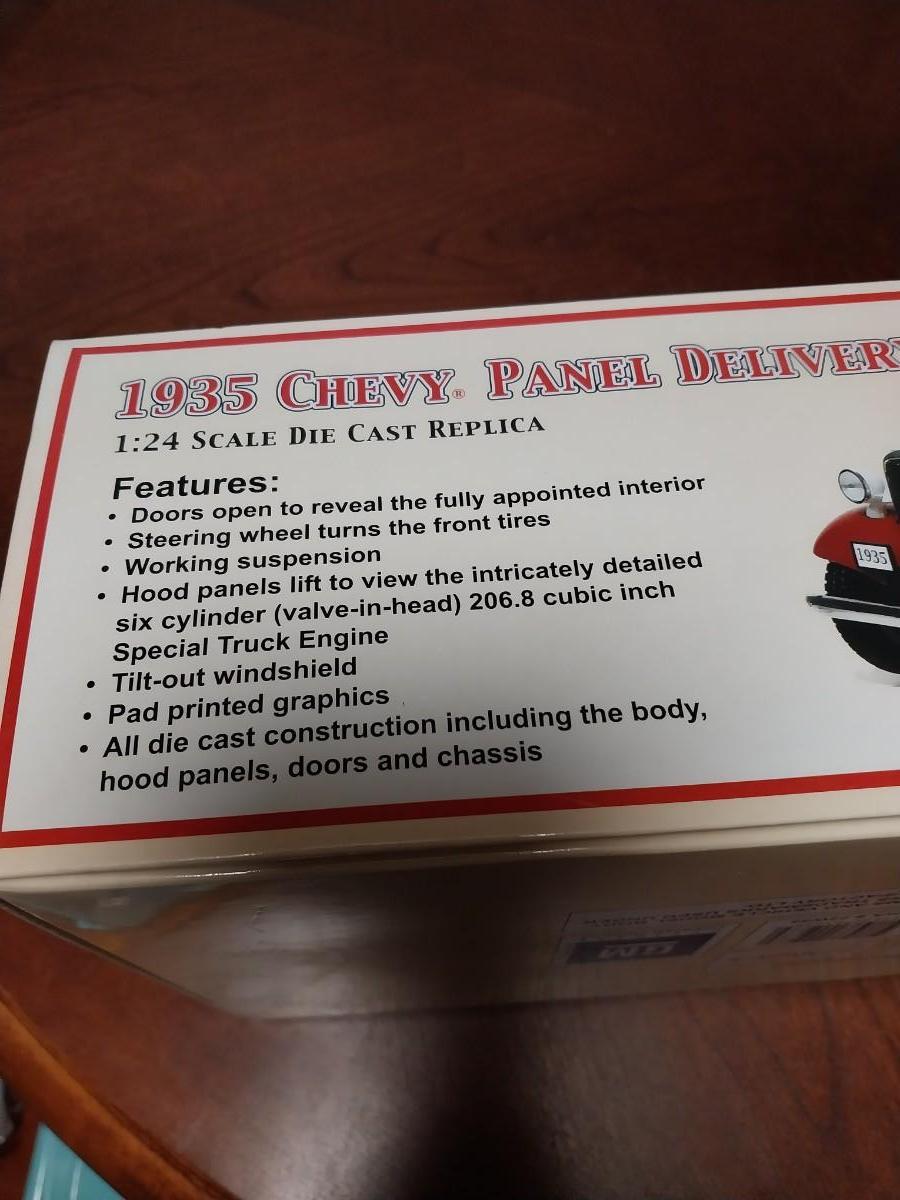 1935 CHEVY® PANEL DELIVERY
1:24 SCALE DIE CAST REPLICA
Features:
• Doors open to reveal the fully appointed interior
• Steering wheel turns the front tires
• Working suspension
• Hood panels lift to view the intricately detailed
six cylinder (valve-in-head) 206.8 cubic inch
Special Truck Engine
• Tilt-out windshield
• Pad printed graphics
• All die cast construction including the body,
hood panels, doors and chassis
1935
GM